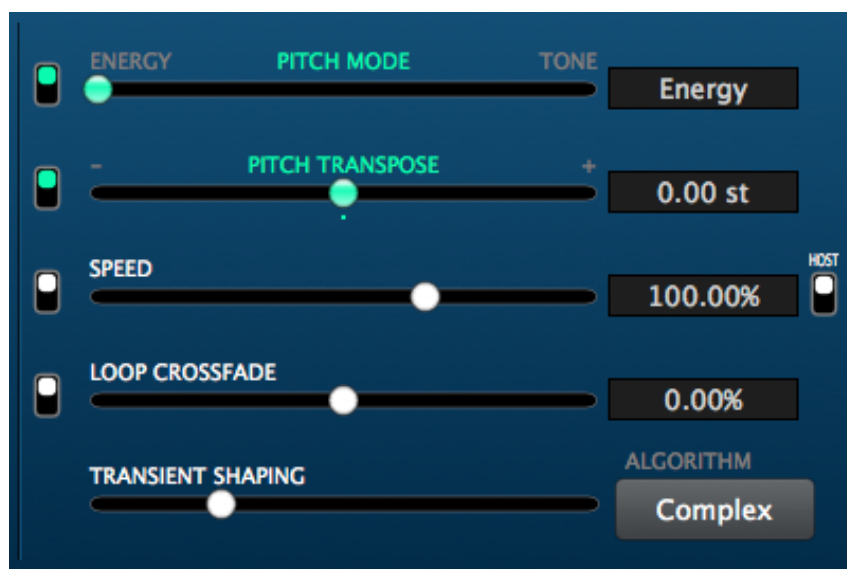 ENERGY PITCH MODE TONE
Energy
- PITCH TRANSPOSE +
0.00 st
SPEED
100.00%
HOST
LOOP CROSSFADE
0.00%
TRANSIENT SHAPING
ALGORITHM
Complex